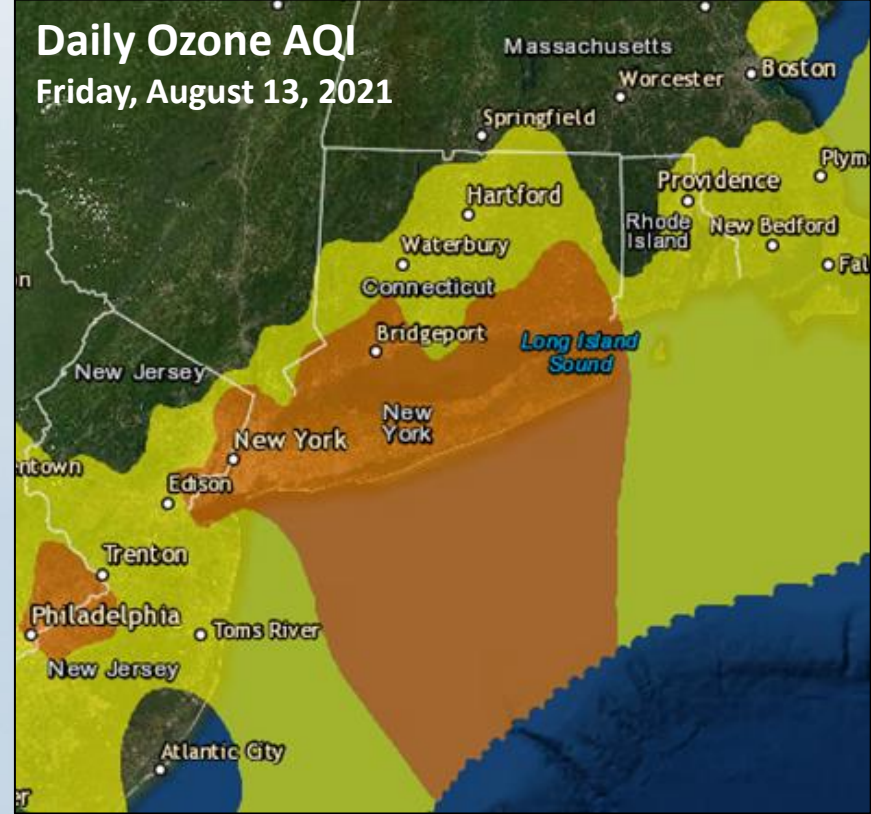 Daily Ozone AQI
Friday, August 13, 2021
Massachusetts
Worcester
Boston
Springfield
Plym
Hartford
Providence
Rhode
Island
New Bedford
Waterbury
Fal
n
Connecticut
Bridgeport
Long Island
Sound
New Jersey
New
York
New York
ntown
Edison
Trenton
Philadelphia
Toms River
New Jersey
Atlantic City
er